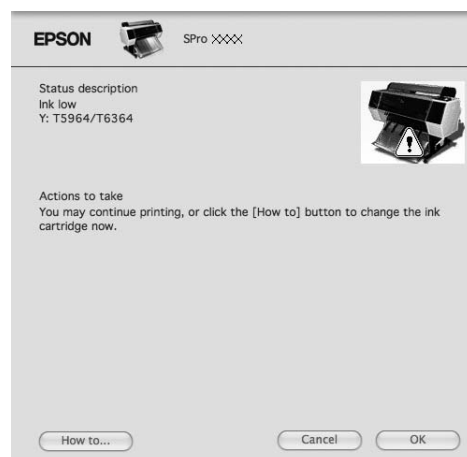 EPSON
SPro XXXX
Status description
Ink low
Y: T5964/T6364
Actions to take
You may continue printing, or click the [How to] button to change the ink
cartridge now.
How to...
Cancel
OK